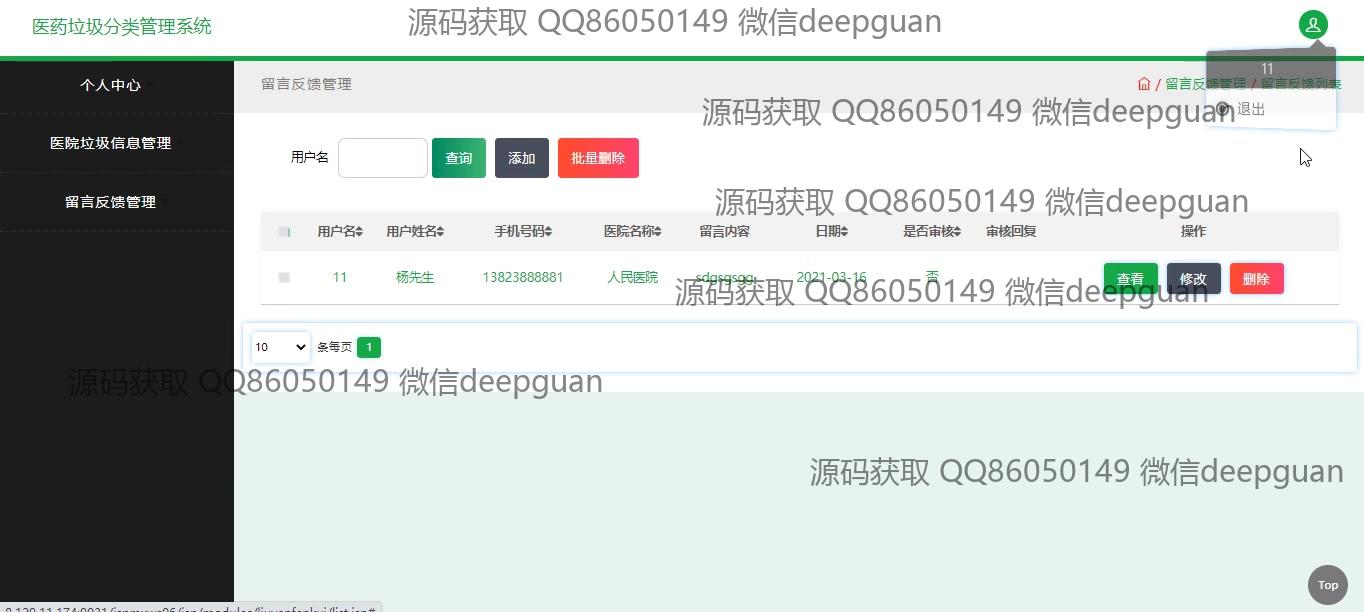 医药垃圾分类管理系统
源码获取 QQ86050149 微信deepguan
11
退出
个人中心
医院垃圾信息管理
留言反馈管理
留言反馈管理
/ 留言反馈管理 / 留言反馈列表
源码获取 QQ86050149 微信deepguan
用户名 查询 添加 批量删除
源码获取 QQ86050149 微信deepguan
用户名 用户姓名 手机号码 医院名称 留言内容 日期 是否审核 审核回复 操作
11 杨先生 13823888881 人民医院 sdgsgsgg 2021-03-16 否 查看 修改 删除
源码获取 QQ86050149 微信deepguan
10 条每页 1
源码获取 QQ86050149 微信deepguan
源码获取 QQ86050149 微信deepguan
Top